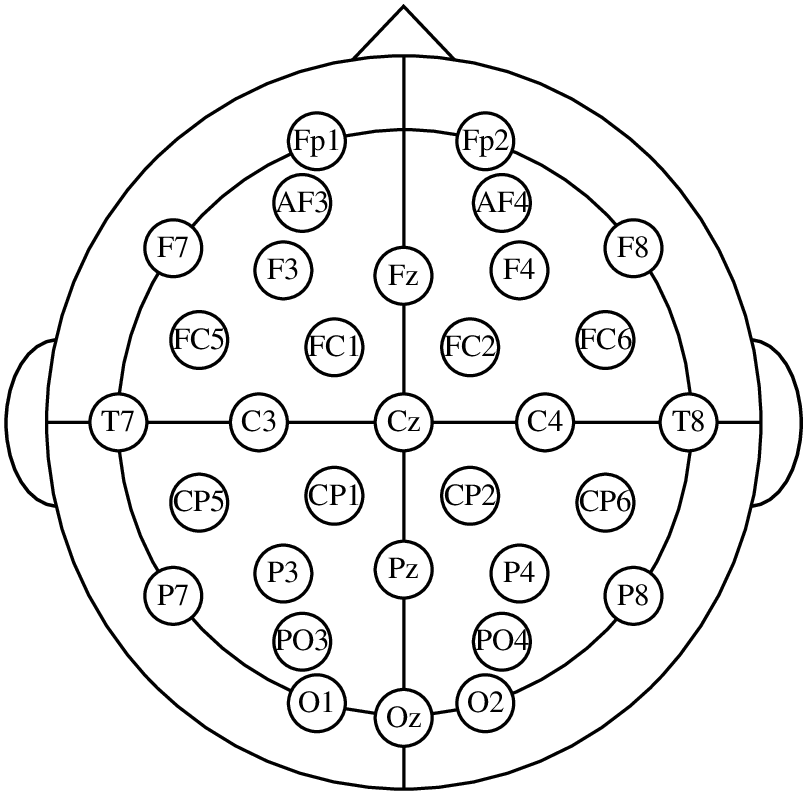 Fp1 Fp2
AF3 AF4
F7 F8
F3 Fz F4
FC5 FC6
FC1 FC2
T7 C3 Cz C4 T8
CP5 CP1 CP2 CP6
P3 Pz P4
P7 P8
PO3 PO4
O1 Oz O2